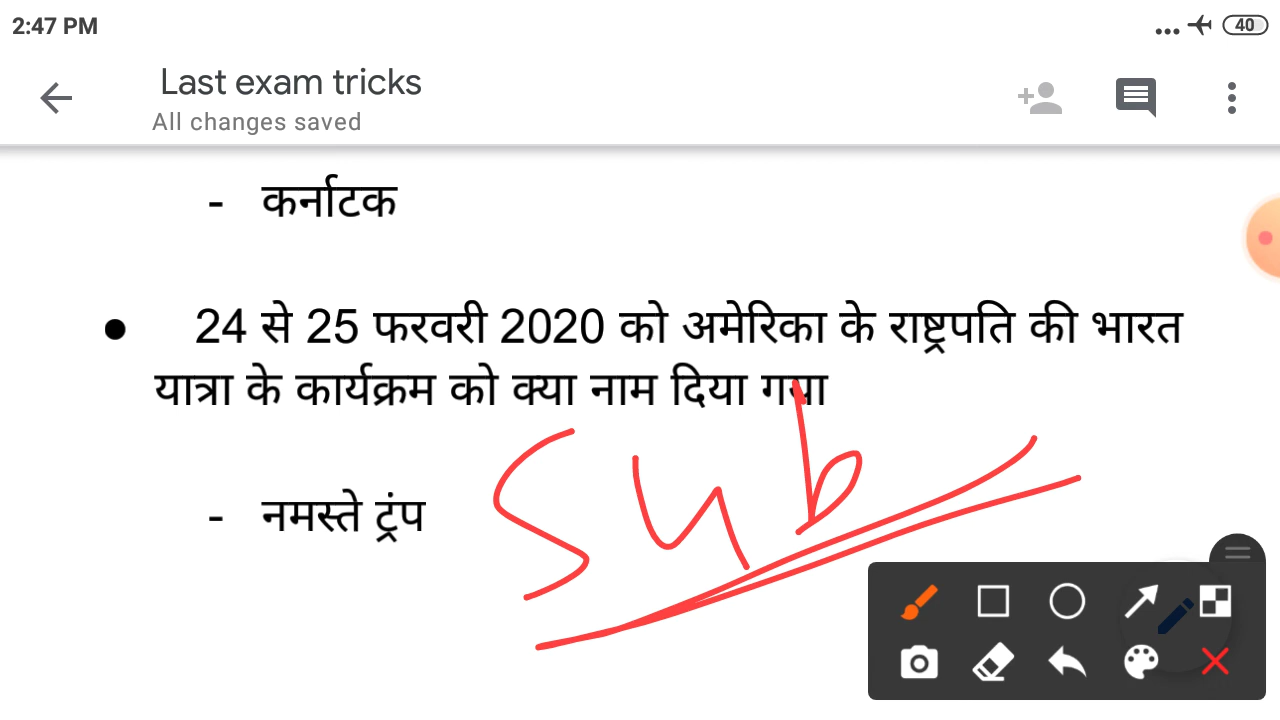 2:47 PM
40
Last exam tricks
All changes saved
- कर्नाटक
● 24 से 25 फरवरी 2020 को अमेरिका के राष्ट्रपति की भारत
यात्रा के कार्यक्रम को क्या नाम दिया गया
Sub
- नमस्ते ट्रंप